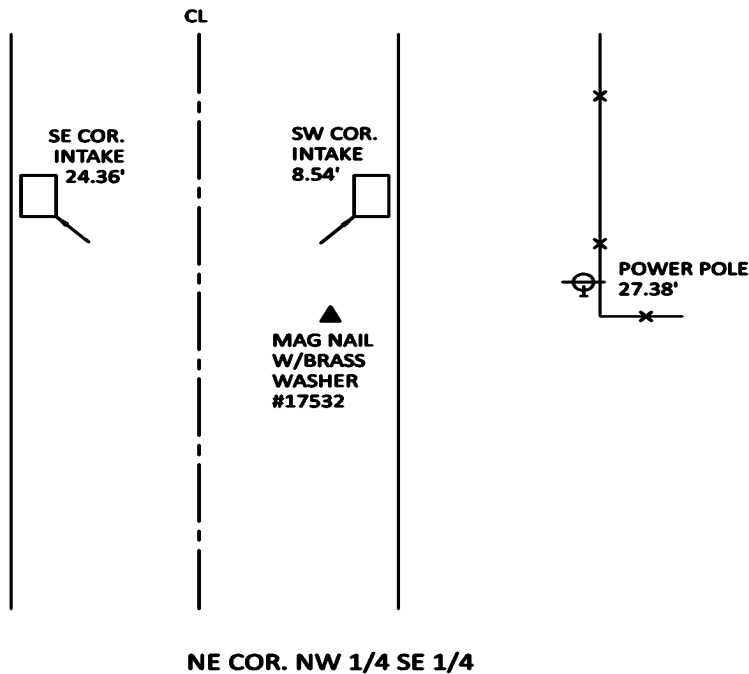 CL
SE COR.
INTAKE
24.36'
SW COR.
INTAKE
8.54'
POWER POLE
27.38'
MAG NAIL
W/BRASS
WASHER
#17532
NE COR. NW 1/4 SE 1/4